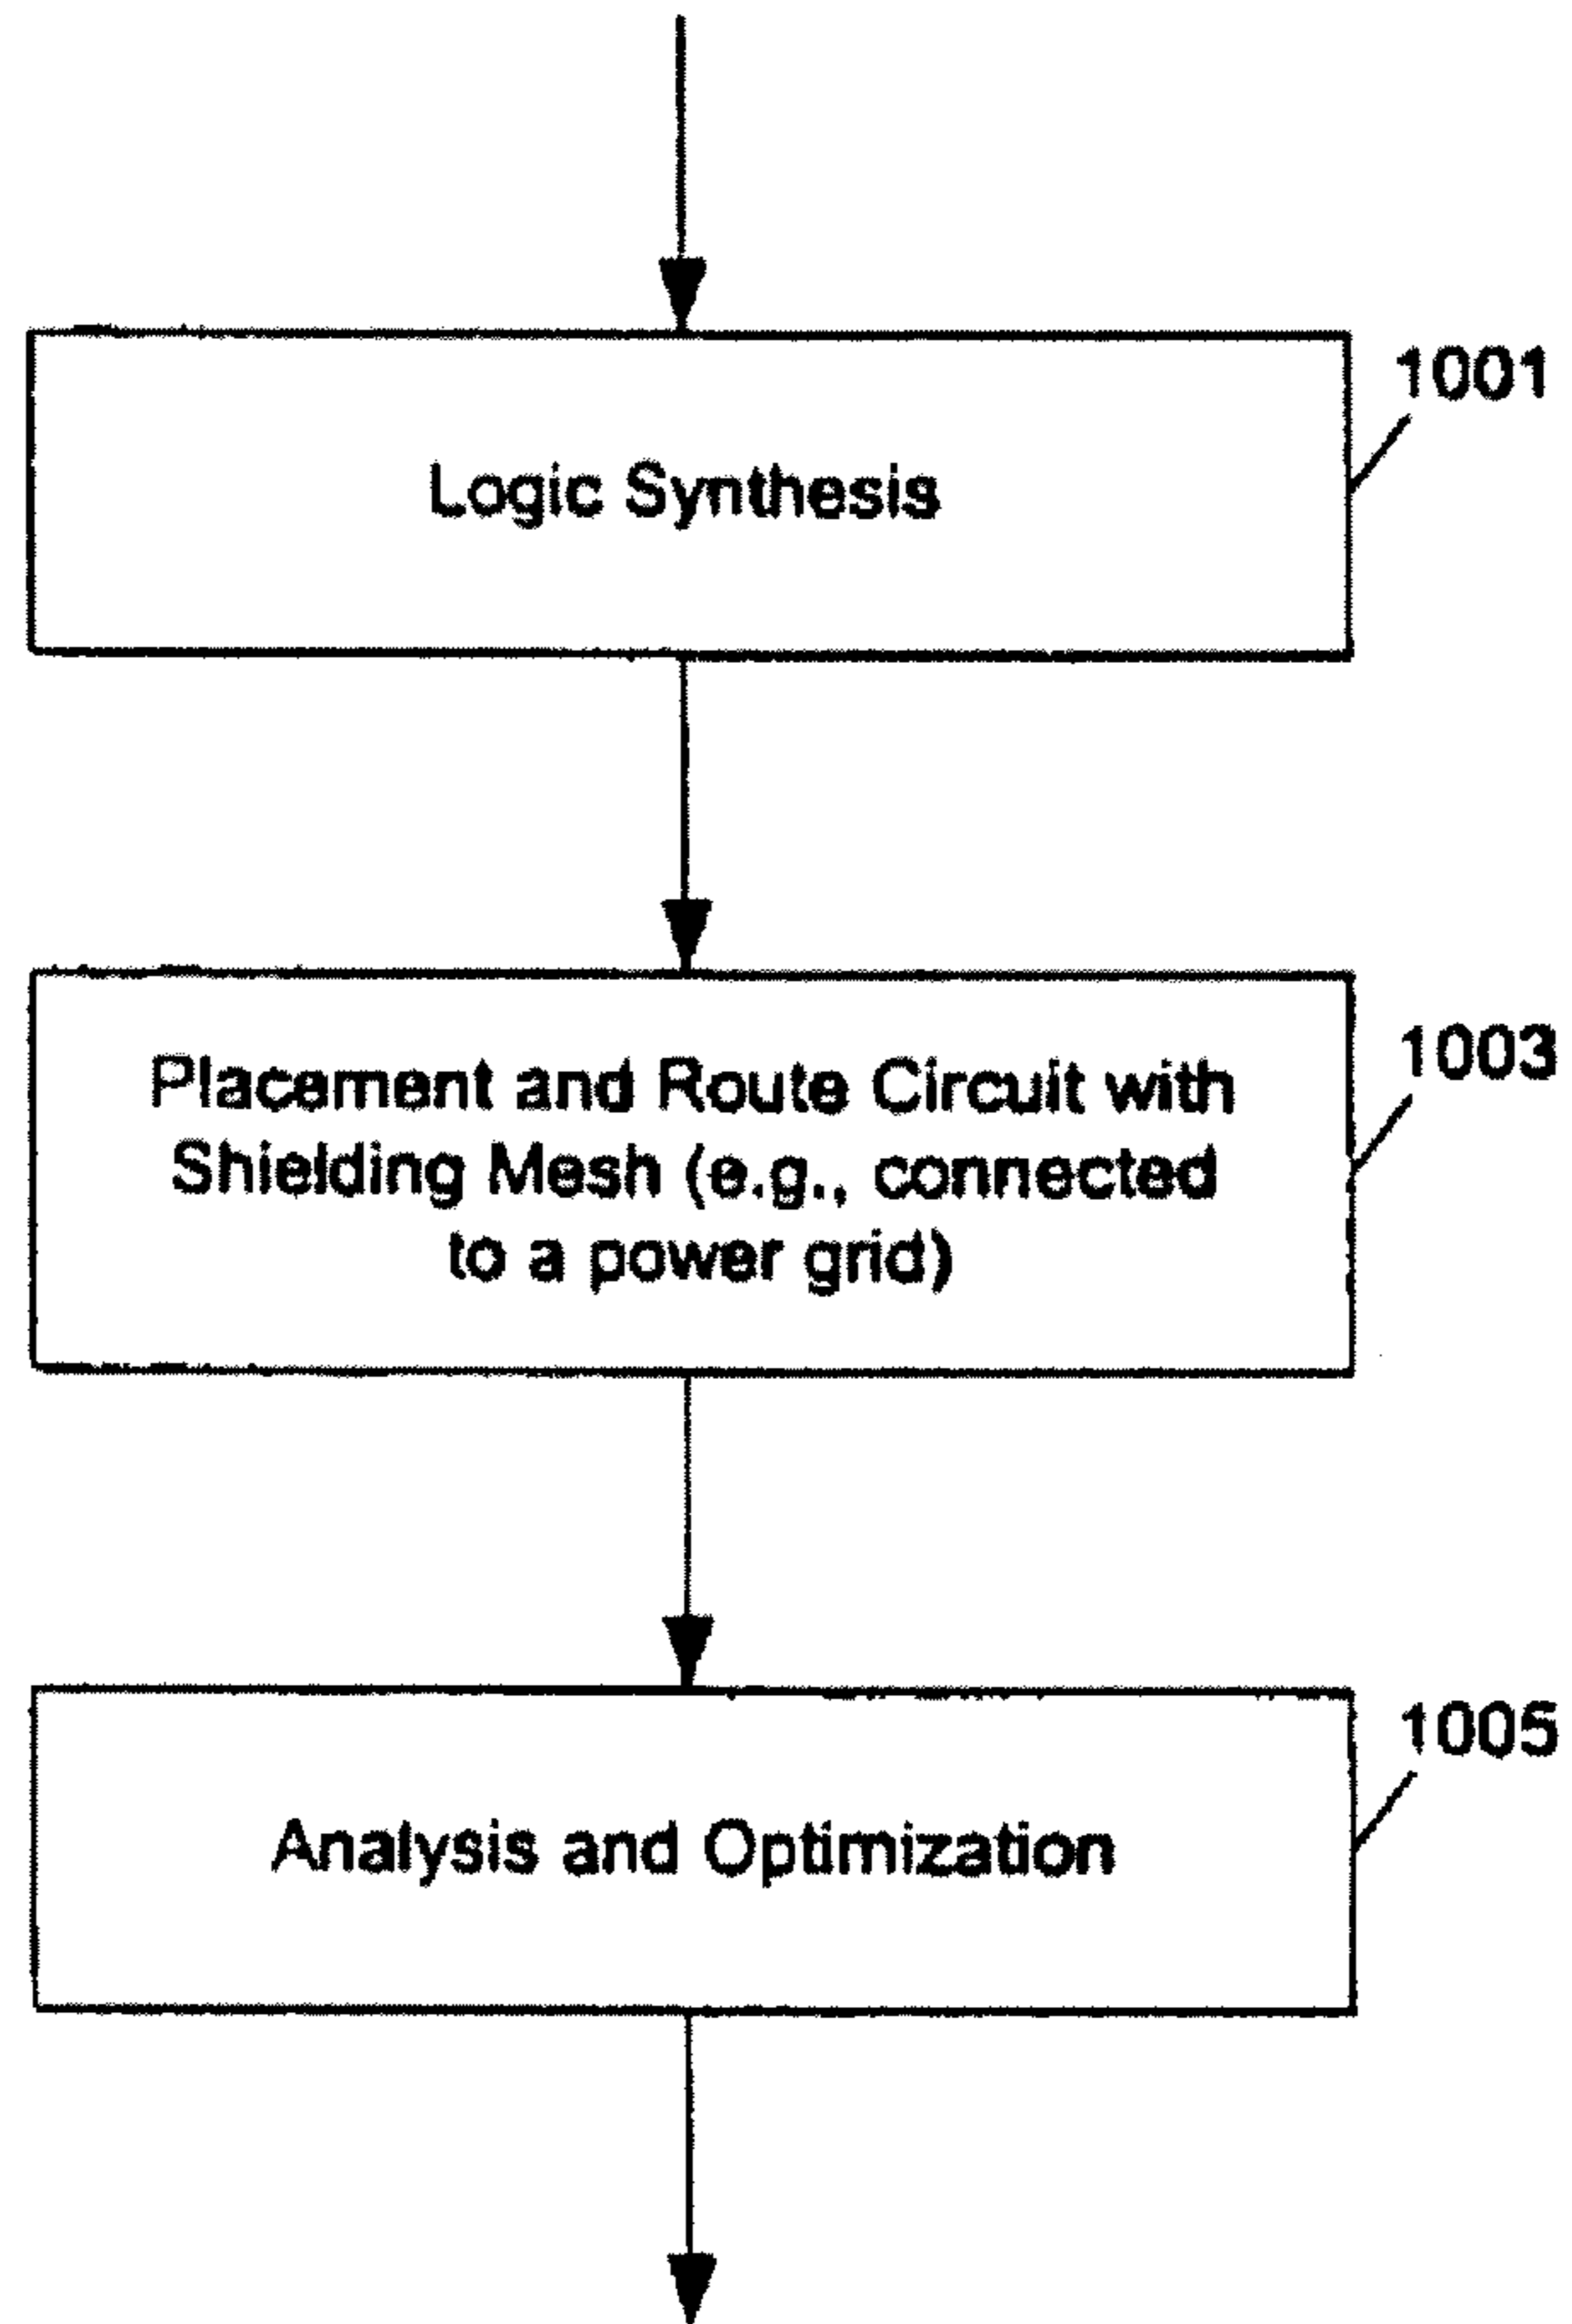 1001
Logic Synthesis
1003
Placement and Route Circuit with
Shielding Mesh (e.g., connected
to a power grid)
1005
Analysis and Optimization